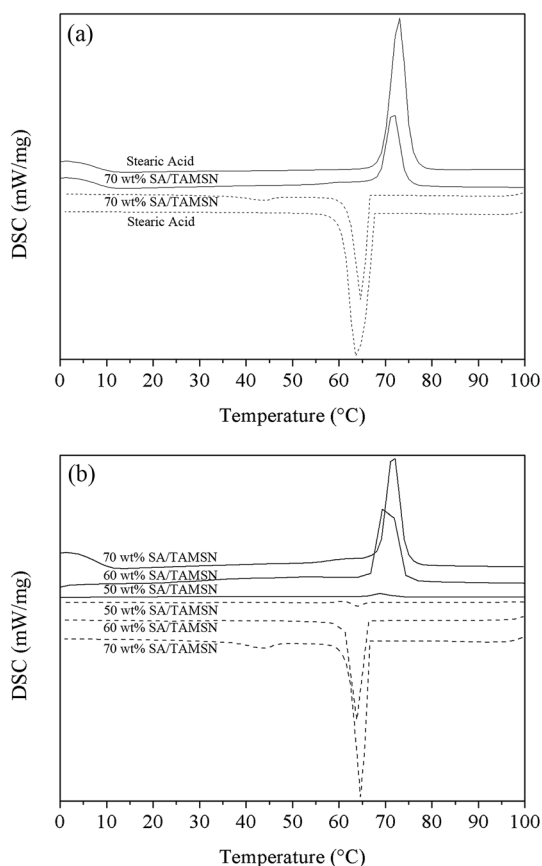 (a)
DSC (mW/mg)
Stearic Acid
70 wt% SA/TAMSN
70 wt% SA/TAMSN
Stearic Acid
0 10 20 30 40 50 60 70 80 90 100
Temperature (°C)
(b)
DSC (mW/mg)
70 wt% SA/TAMSN
60 wt% SA/TAMSN
50 wt% SA/TAMSN
50 wt% SA/TAMSN
60 wt% SA/TAMSN
70 wt% SA/TAMSN
0 10 20 30 40 50 60 70 80 90 100
Temperature (°C)